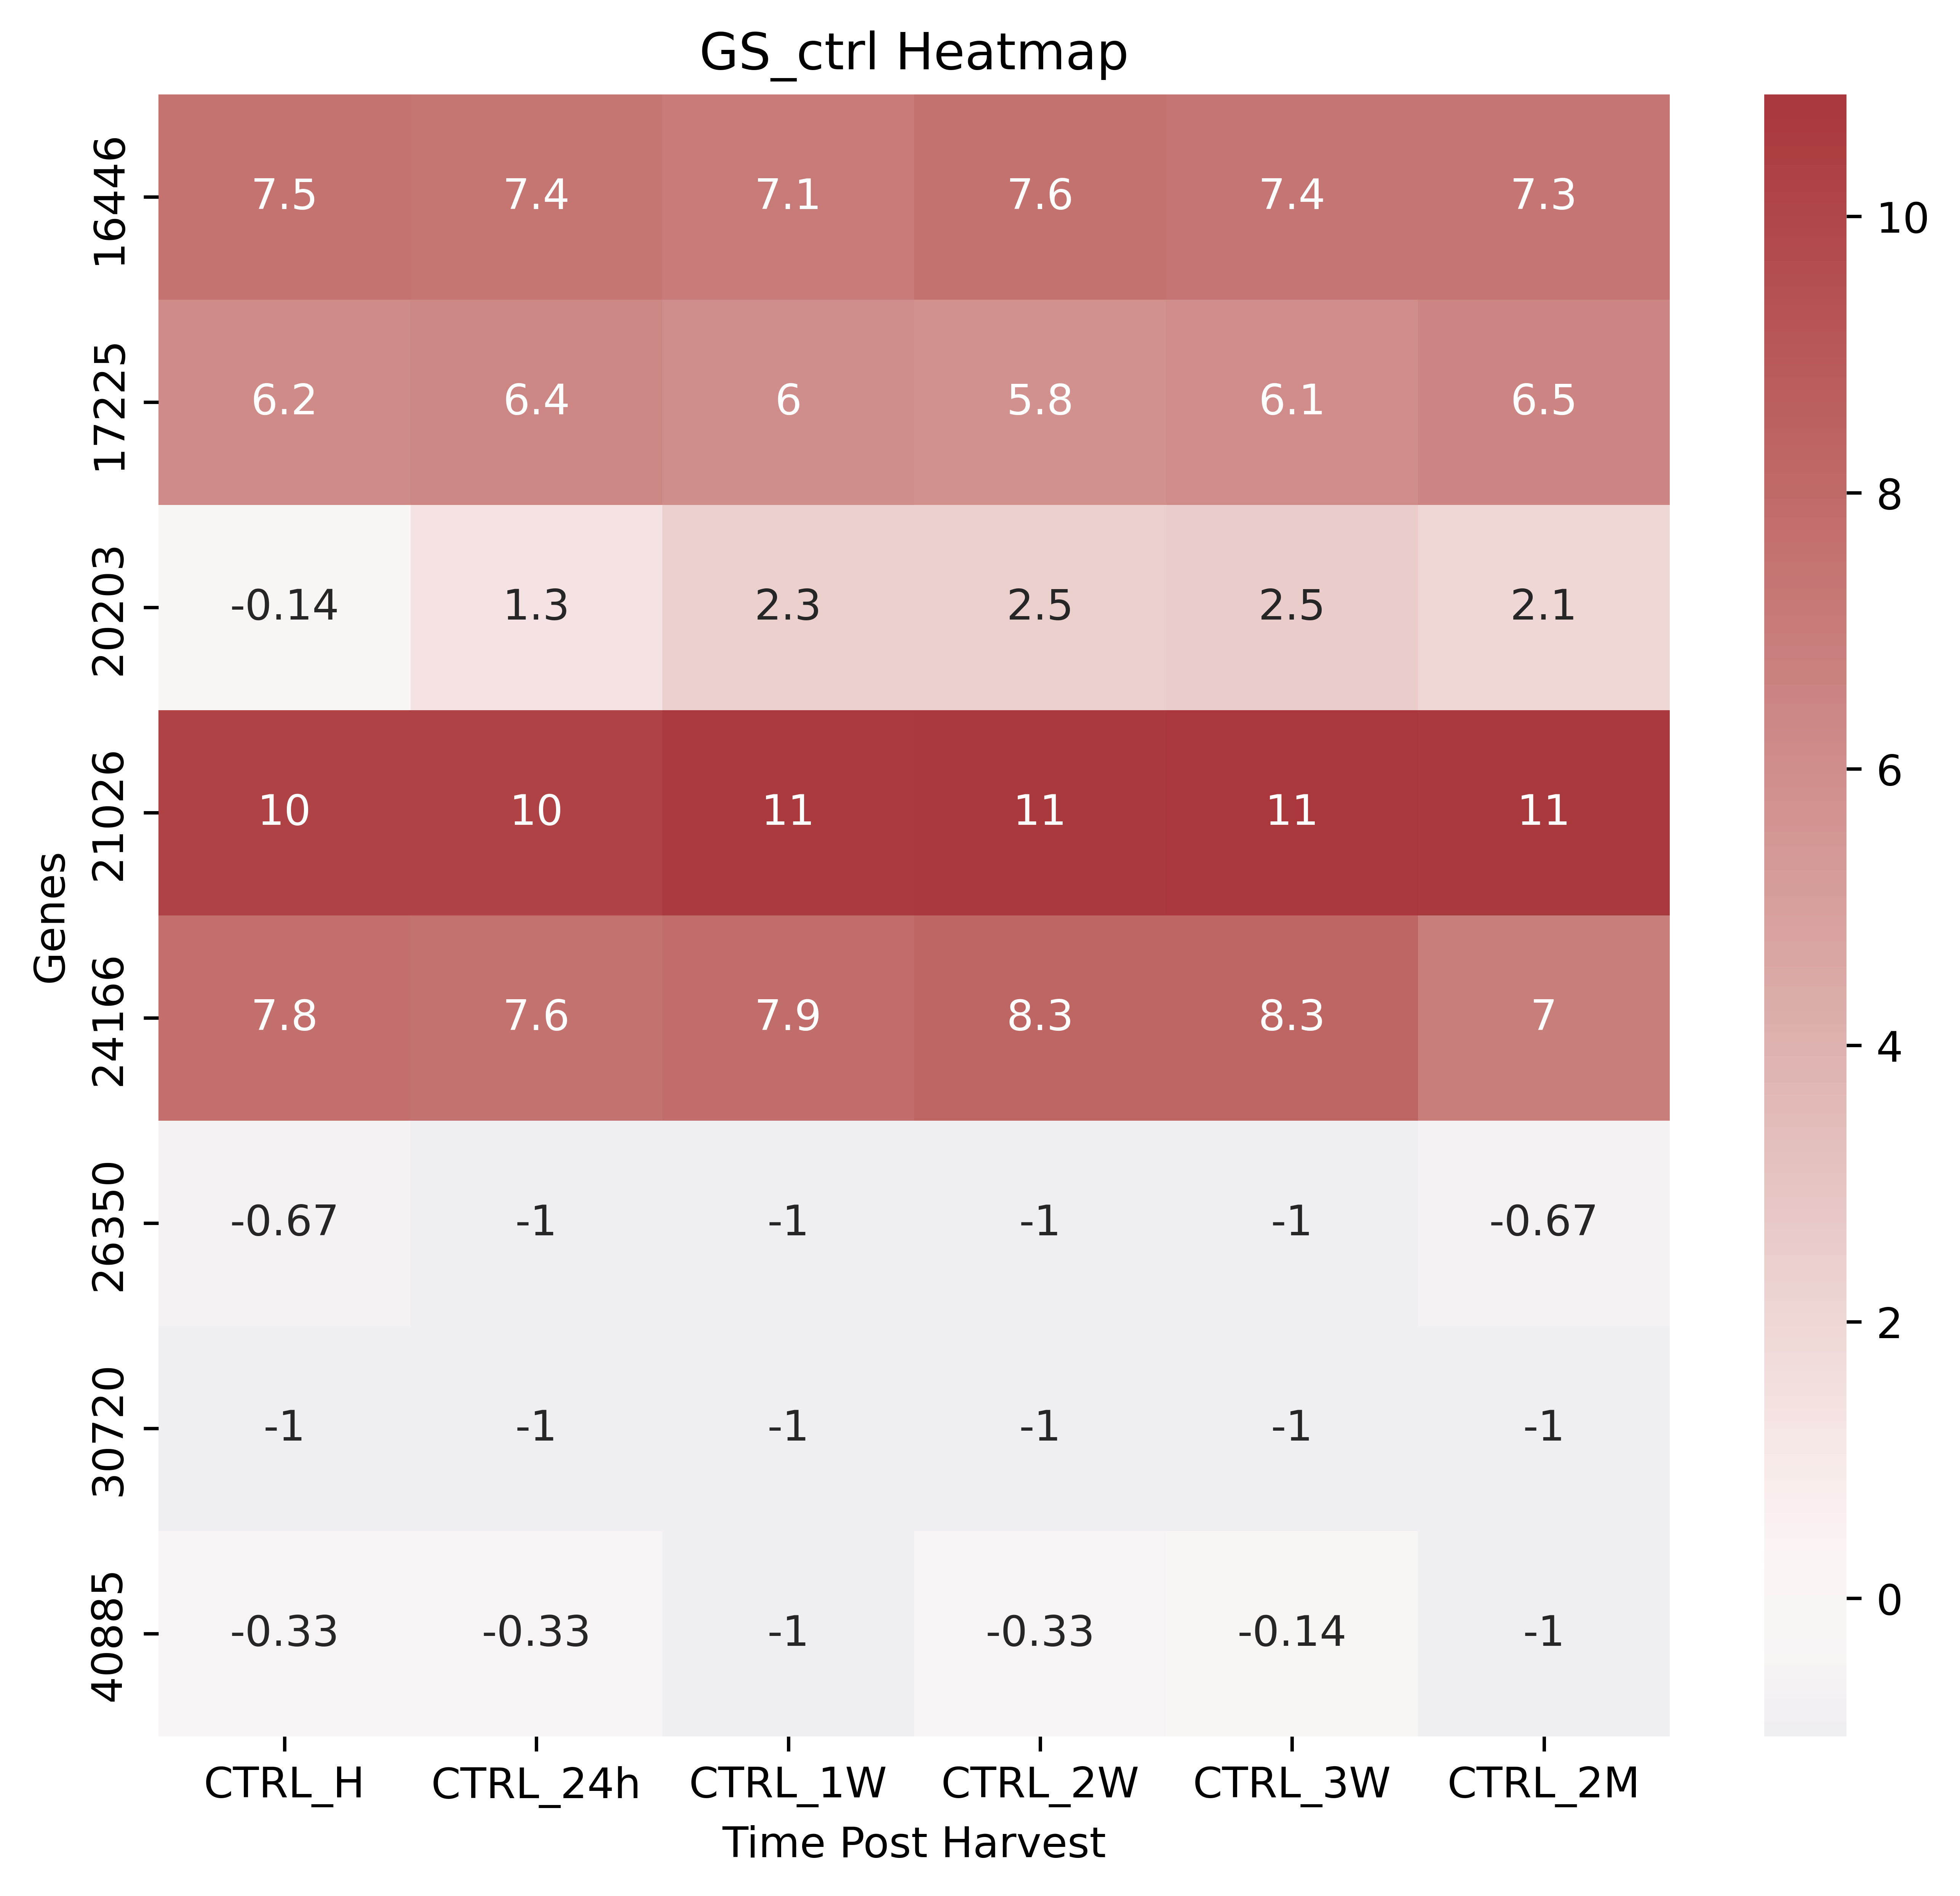 GS_ctrl Heatmap
16446 7.5 7.4 7.1 7.6 7.4 7.3
17225 6.2 6.4 6 5.8 6.1 6.5
20203 -0.14 1.3 2.3 2.5 2.5 2.1
21026 10 10 11 11 11 11
24166 7.8 7.6 7.9 8.3 8.3 7
26350 -0.67 -1 -1 -1 -1 -0.67
30720 -1 -1 -1 -1 -1 -1
40885 -0.33 -0.33 -1 -0.33 -0.14 -1
Genes
CTRL_H CTRL_24h CTRL_1W CTRL_2W CTRL_3W CTRL_2M
Time Post Harvest
10
8
6
4
2
0